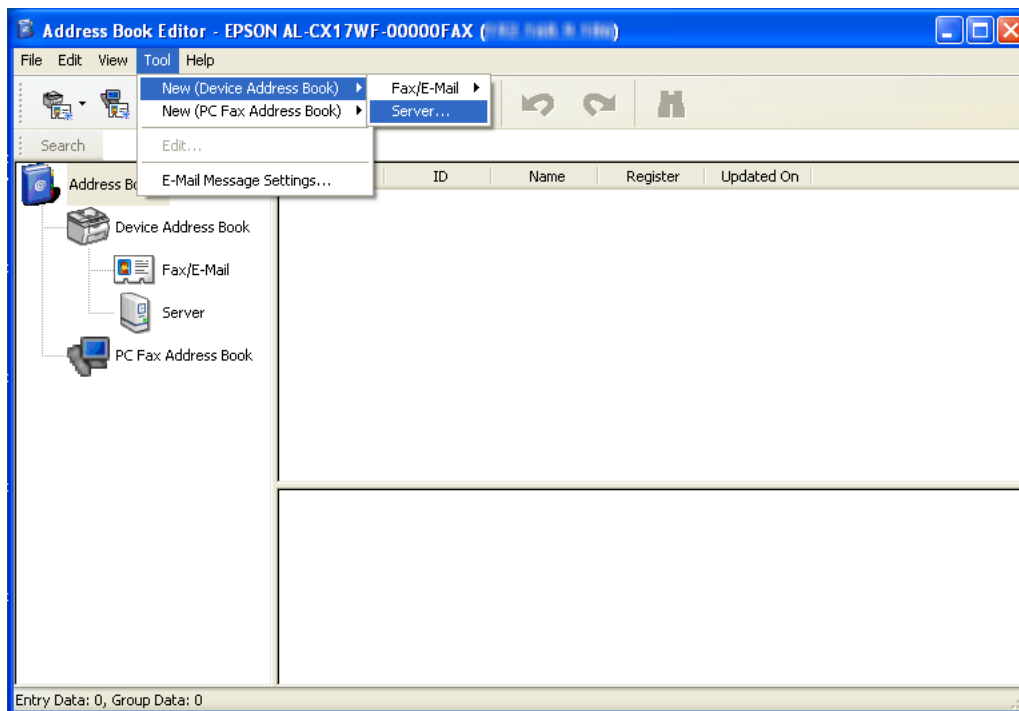 Address Book Editor - EPSON AL-CX17WF-00000FAX (
)
File Edit View Tool Help
New (Device Address Book) Fax/E-Mail
New (PC Fax Address Book) Server...
Search Edit...
E-Mail Message Settings...
Address ID Name Register Updated On
Device Address Book
Fax/E-Mail
Server
PC Fax Address Book
Entry Data: 0, Group Data: 0